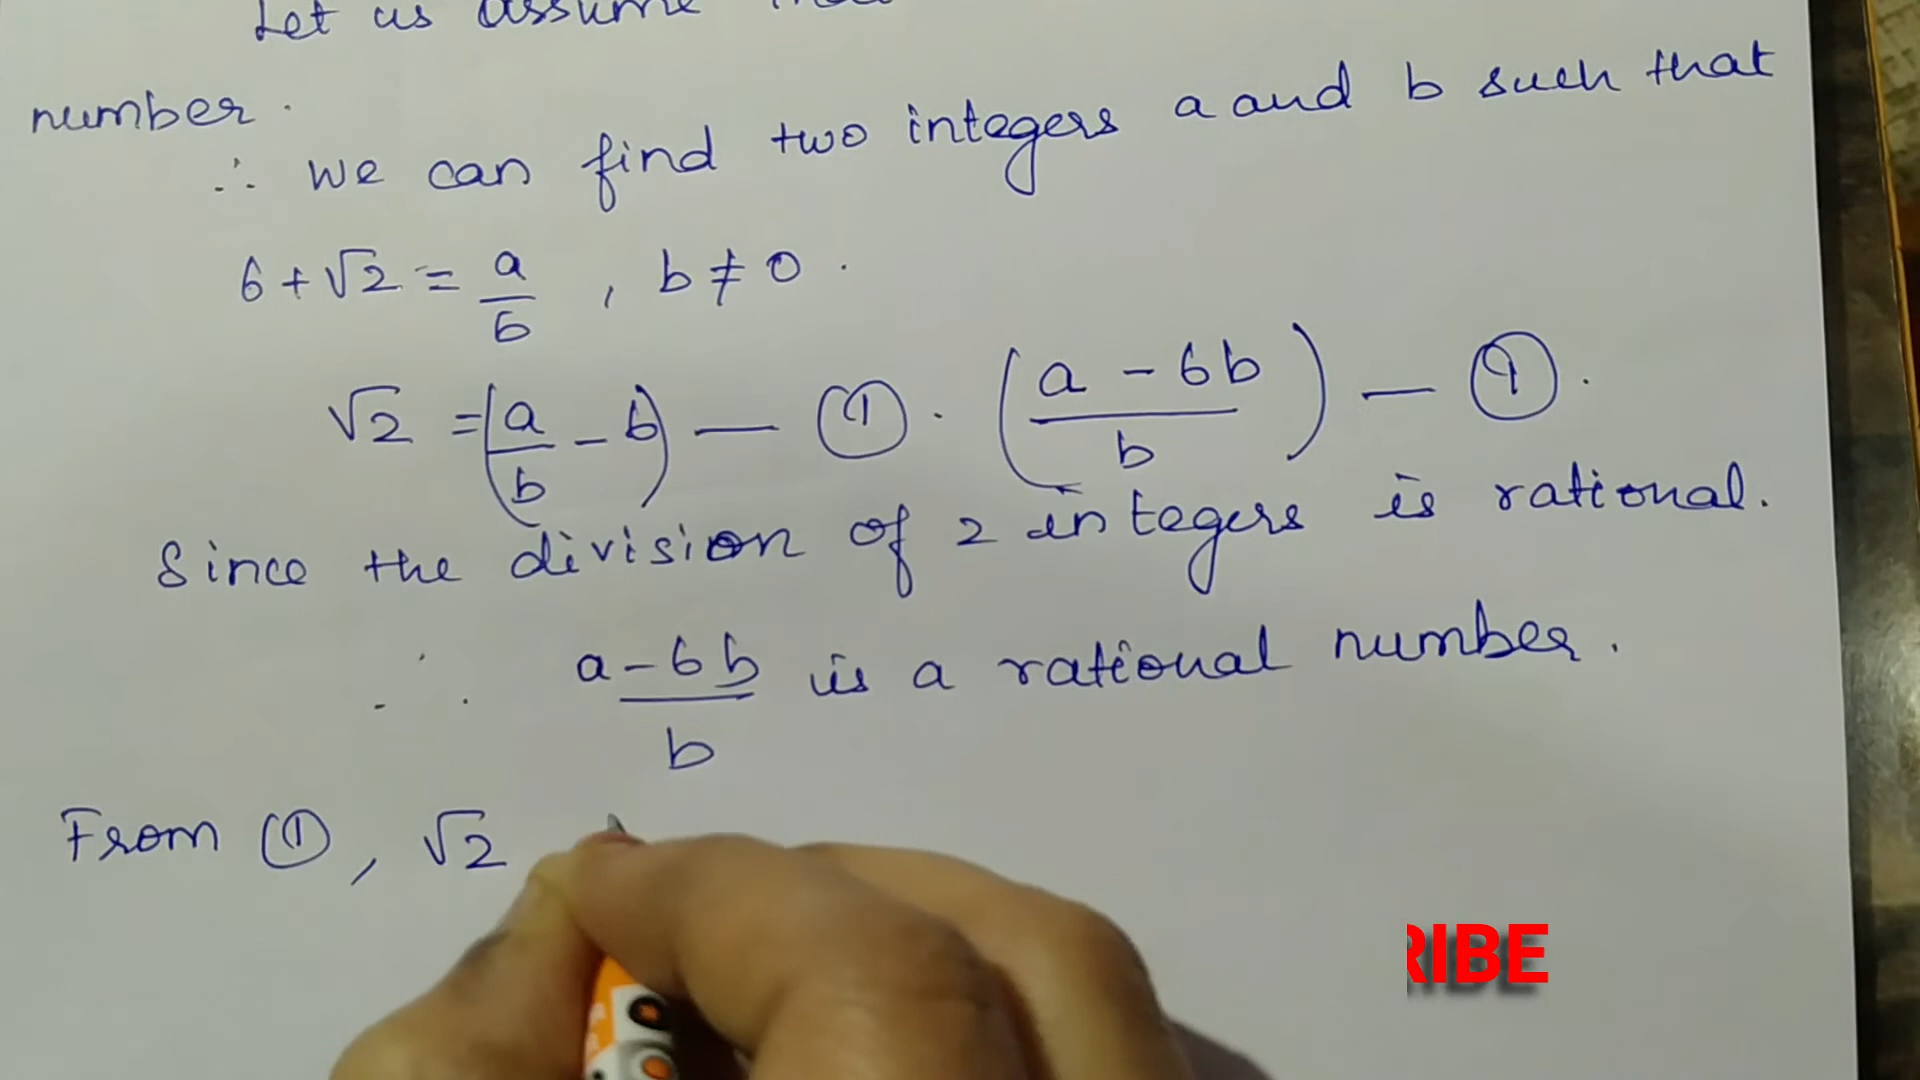 Let us assume
number.
∴ we can find two integers a and b such that
6+√2 = a/b , b ≠ 0.
√2 = (a/b - 6) — ① . (a - 6b / b) — ①.
Since the division of 2 integers is rational.
∴ a-6b/b is a rational number.
From ①, √2
RIBE